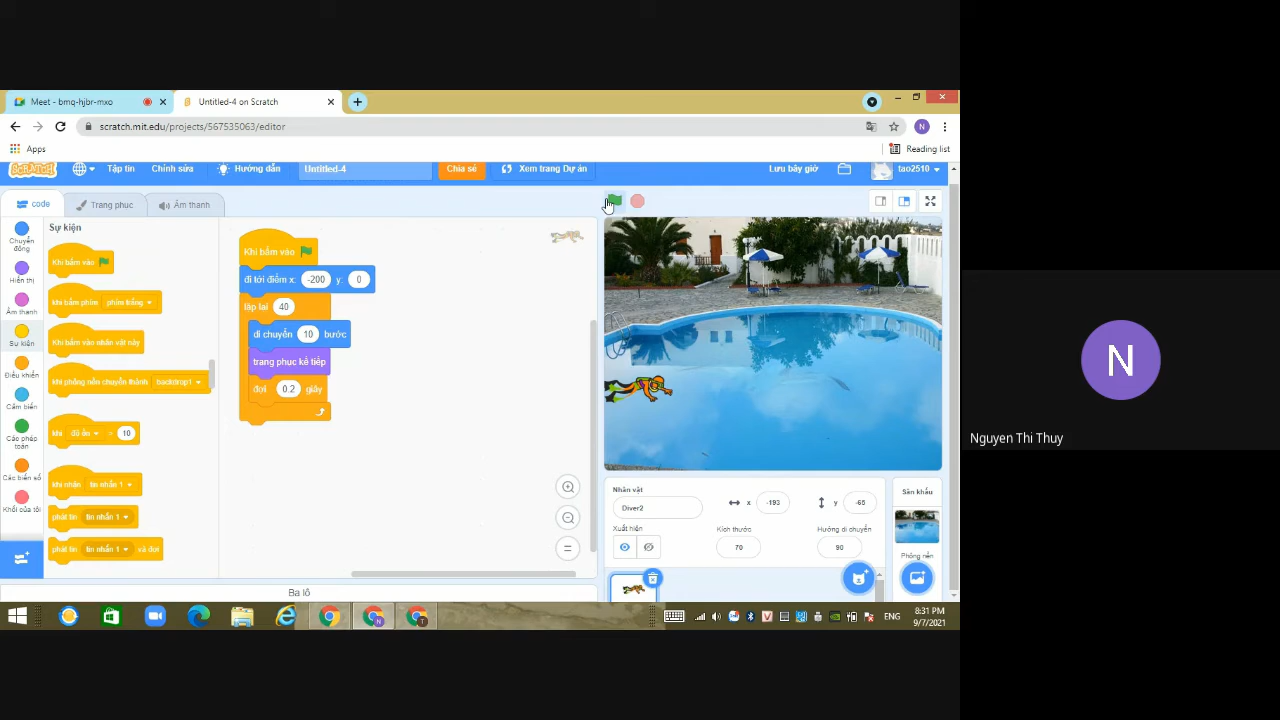 Meet - bmq-hjbr-mxo
Untitled-4 on Scratch
scratch.mit.edu/projects/567535063/editor
Apps
Reading list
SCRATCH
Tập tin
Chỉnh sửa
Hướng dẫn
Untitled-4
Chia sẻ
Xem trang Dự án
Lưu bây giờ
tao2510
code
Trang phục
Âm thanh
Chuyển động
Hiển thị
Âm thanh
Sự kiện
Điều khiển
Cảm biến
Các phép toán
Các biến số
Khối của tôi
Sự kiện
Khi bấm vào
khi bấm phím phím trắng
Khi bấm vào nhân vật này
khi phông nền chuyển thành backdrop1
khi độ ồn > 10
khi nhận tin nhắn 1
phát tin tin nhắn 1
phát tin tin nhắn 1 và đợi
Khi bấm vào
đi tới điểm x: -200 y: 0
lặp lại 40
di chuyển 10 bước
trang phục kế tiếp
đợi 0.2 giây
Ba lô
Nhân vật
Diver2
x -193
y -65
Xuất hiện
Kích thước
70
Hướng di chuyển
90
Sân khấu
Phông nền
N
Nguyen Thi Thuy
ENG
8:31 PM
9/7/2021